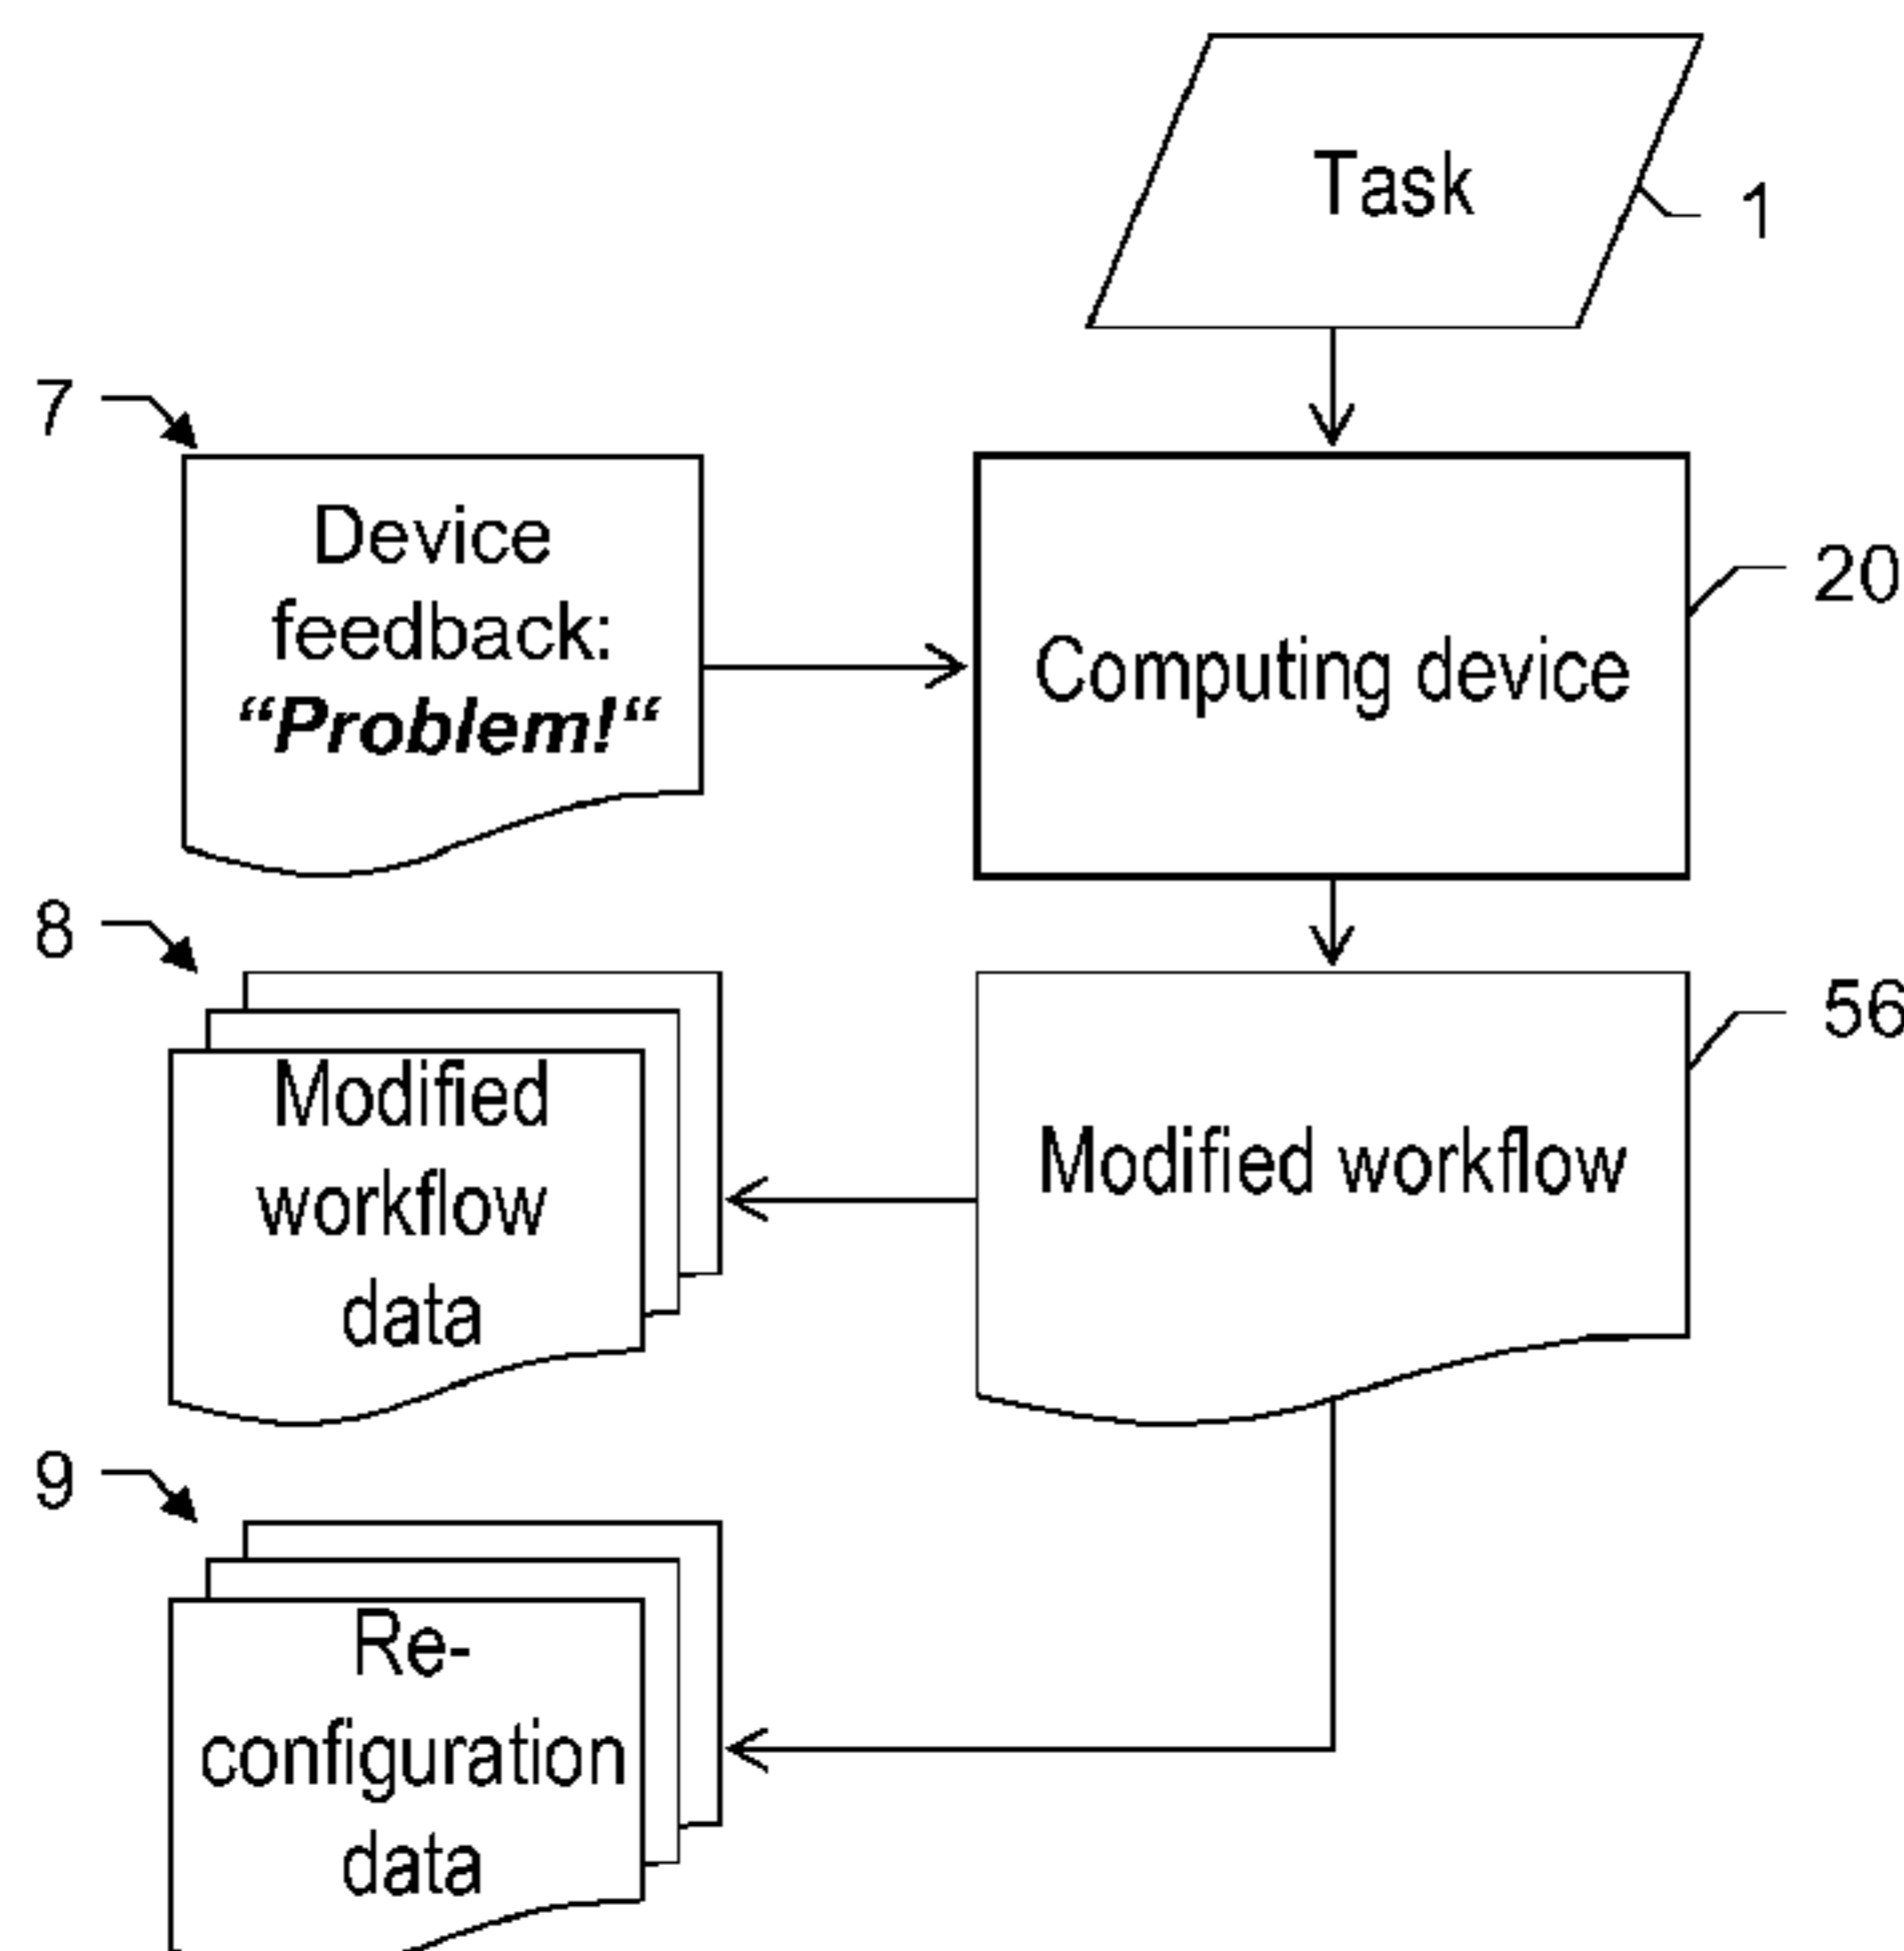 Task
1
7
Device
feedback:
“Problem!“
Computing device
20
8
Modified
workflow
data
Modified workflow
56
9
Re-
configuration
data